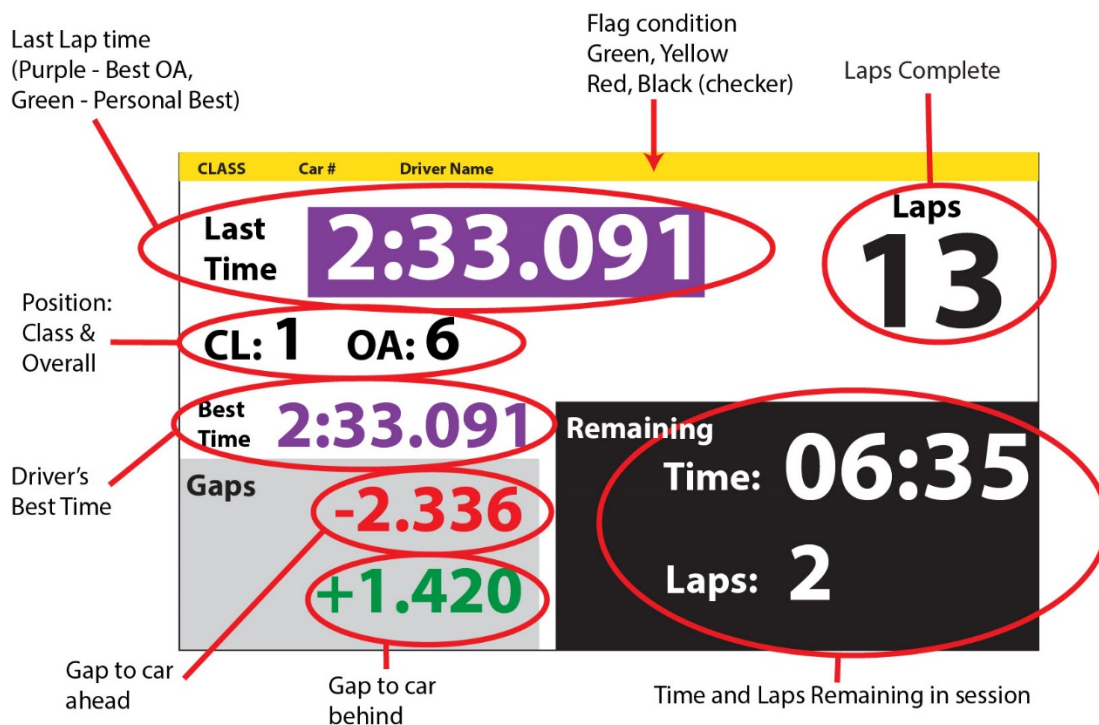 Last Lap time
(Purple - Best OA,
Green - Personal Best)
Flag condition
Green, Yellow
Red, Black (checker)
Laps Complete
CLASS Car # Driver Name
Last
Time
2:33.091
Laps
13
Position:
Class &
Overall
CL: 1 OA: 6
Best
Time
2:33.091
Driver's
Best Time
Gaps
-2.336
+1.420
Remaining
Time: 06:35
Laps: 2
Gap to car
ahead
Gap to car
behind
Time and Laps Remaining in session